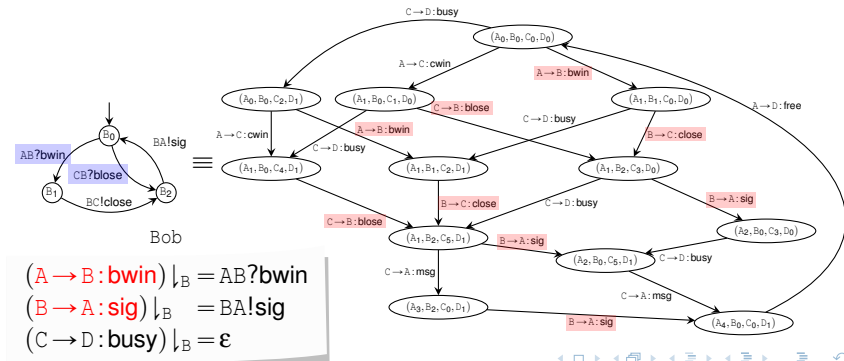 C→D:busy
(A0,B0,C0,D0)
A→C:cwin
A→B:bwin
A→D:free
(A0,B0,C2,D1)
(A1,B0,C1,D0)
C→B:blose
(A1,B1,C0,D0)
B0
BA!sig
A→C:cwin
A→B:bwin
C→D:busy
B→C:close
AB?bwin
CB?blose
≡
C→D:busy
(A1,B0,C4,D1)
(A1,B1,C2,D1)
(A1,B2,C3,D0)
B1
B2
BC!close
C→B:blose
B→C:close
C→D:busy
B→A:sig
Bob
(A1,B2,C5,D1)
B→A:sig
(A2,B0,C3,D0)
(A2,B0,C5,D1)
C→D:busy
(A→B:bwin)⇂B = AB?bwin
C→A:msg
C→A:msg
(B→A:sig)⇂B = BA!sig
(A3,B2,C0,D1)
B→A:sig
(A4,B0,C0,D1)
(C→D:busy)⇂B = ε